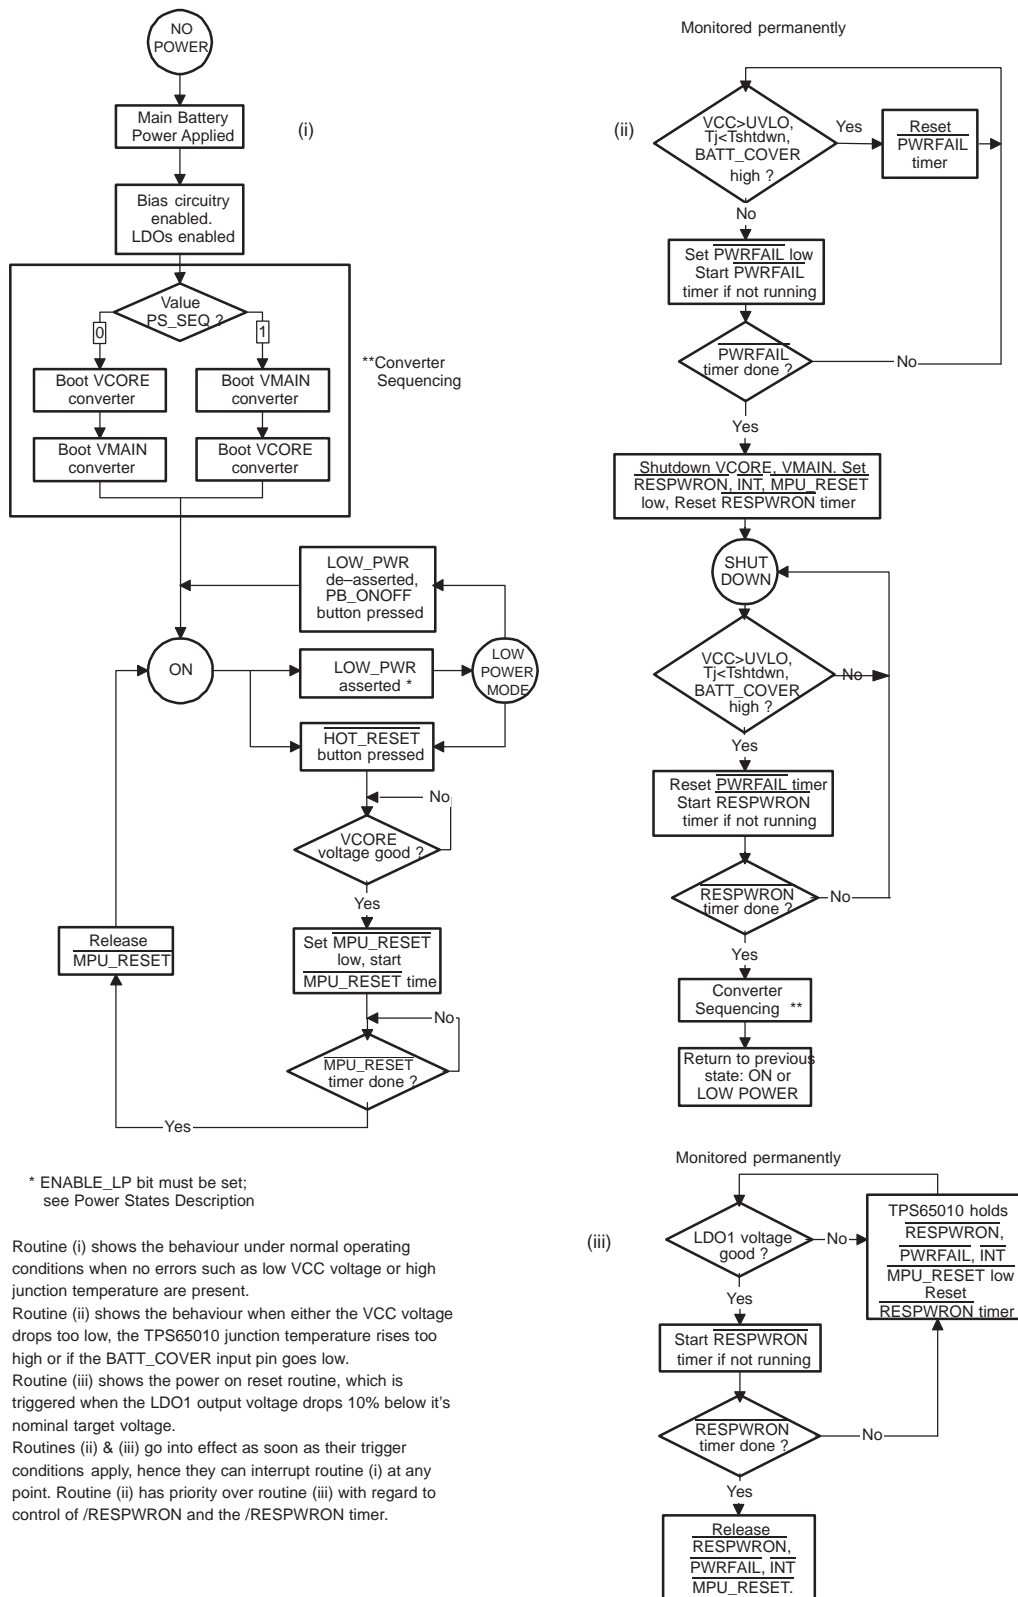 NO
POWER
Main Battery
Power Applied
(i)
Bias circuitry
enabled.
LDOs enabled
Value
PS_SEQ ?
0
1
Boot VCORE
converter
Boot VMAIN
converter
Boot VMAIN
converter
Boot VCORE
converter
**Converter
Sequencing
LOW_PWR
de–asserted,
PB_ONOFF
button pressed
ON
LOW_PWR
asserted *
LOW
POWER
MODE
HOT_RESET
button pressed
No
VCORE
voltage good ?
Yes
Set MPU_RESET
low, start
MPU_RESET time
Release
MPU_RESET
No
MPU_RESET
timer done ?
Yes
* ENABLE_LP bit must be set;
see Power States Description
Routine (i) shows the behaviour under normal operating
conditions when no errors such as low VCC voltage or high
junction temperature are present.
Routine (ii) shows the behaviour when either the VCC voltage
drops too low, the TPS65010 junction temperature rises too
high or if the BATT_COVER input pin goes low.
Routine (iii) shows the power on reset routine, which is
triggered when the LDO1 output voltage drops 10% below it's
nominal target voltage.
Routines (ii) & (iii) go into effect as soon as their trigger
conditions apply, hence they can interrupt routine (i) at any
point. Routine (ii) has priority over routine (iii) with regard to
control of /RESPWRON and the /RESPWRON timer.
Monitored permanently
(ii)
VCC>UVLO,
Tj<Tshtdwn,
BATT_COVER
high ?
Yes
Reset
PWRFAIL
timer
No
Set PWRFAIL low
Start PWRFAIL
timer if not running
PWRFAIL
timer done ?
No
Yes
Shutdown VCORE, VMAIN. Set
RESPWRON, INT, MPU_RESET
low, Reset RESPWRON timer
SHUT
DOWN
VCC>UVLO,
Tj<Tshtdwn,
BATT_COVER
high ?
No
Yes
Reset PWRFAIL timer
Start RESPWRON
timer if not running
RESPWRON
timer done ?
No
Yes
Converter
Sequencing **
Return to previous
state: ON or
LOW POWER
Monitored permanently
(iii)
LDO1 voltage
good ?
No
TPS65010 holds
RESPWRON,
PWRFAIL, INT
MPU_RESET low
Reset
RESPWRON timer
Yes
Start RESPWRON
timer if not running
RESPWRON
timer done ?
No
Yes
Release
RESPWRON,
PWRFAIL, INT
MPU_RESET.